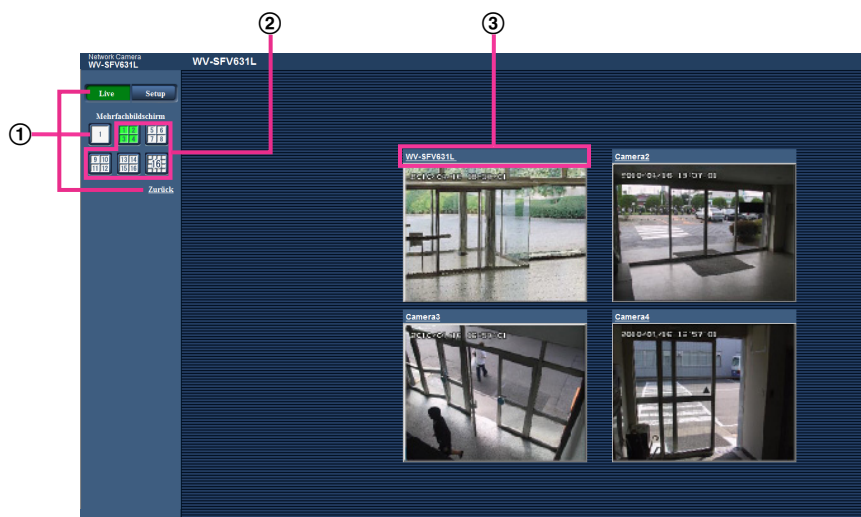 ① ② ③
Network Camera
WV-SFV631L
WV-SFV631L
Live Setup
Mehrfachbildschirm
1 1 2 5 6
3 4 7 8
9 10 13 14 16
11 12 15 16
Zurück
WV-SFV631L Camera2
Camera3 Camera4